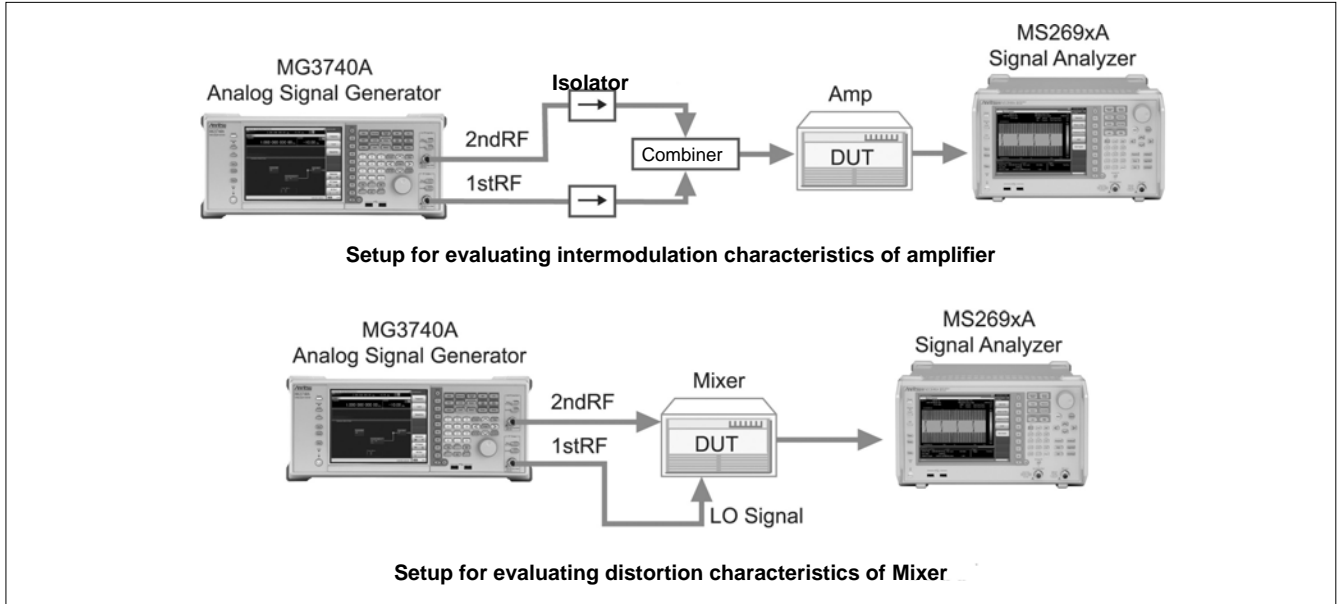 MS269xA
Signal Analyzer
MG3740A
Analog Signal Generator
Isolator
Amp
2ndRF
Combiner
DUT
1stRF
Setup for evaluating intermodulation characteristics of amplifier
MS269xA
Signal Analyzer
MG3740A
Analog Signal Generator
Mixer
2ndRF
DUT
1stRF
LO Signal
Setup for evaluating distortion characteristics of Mixer